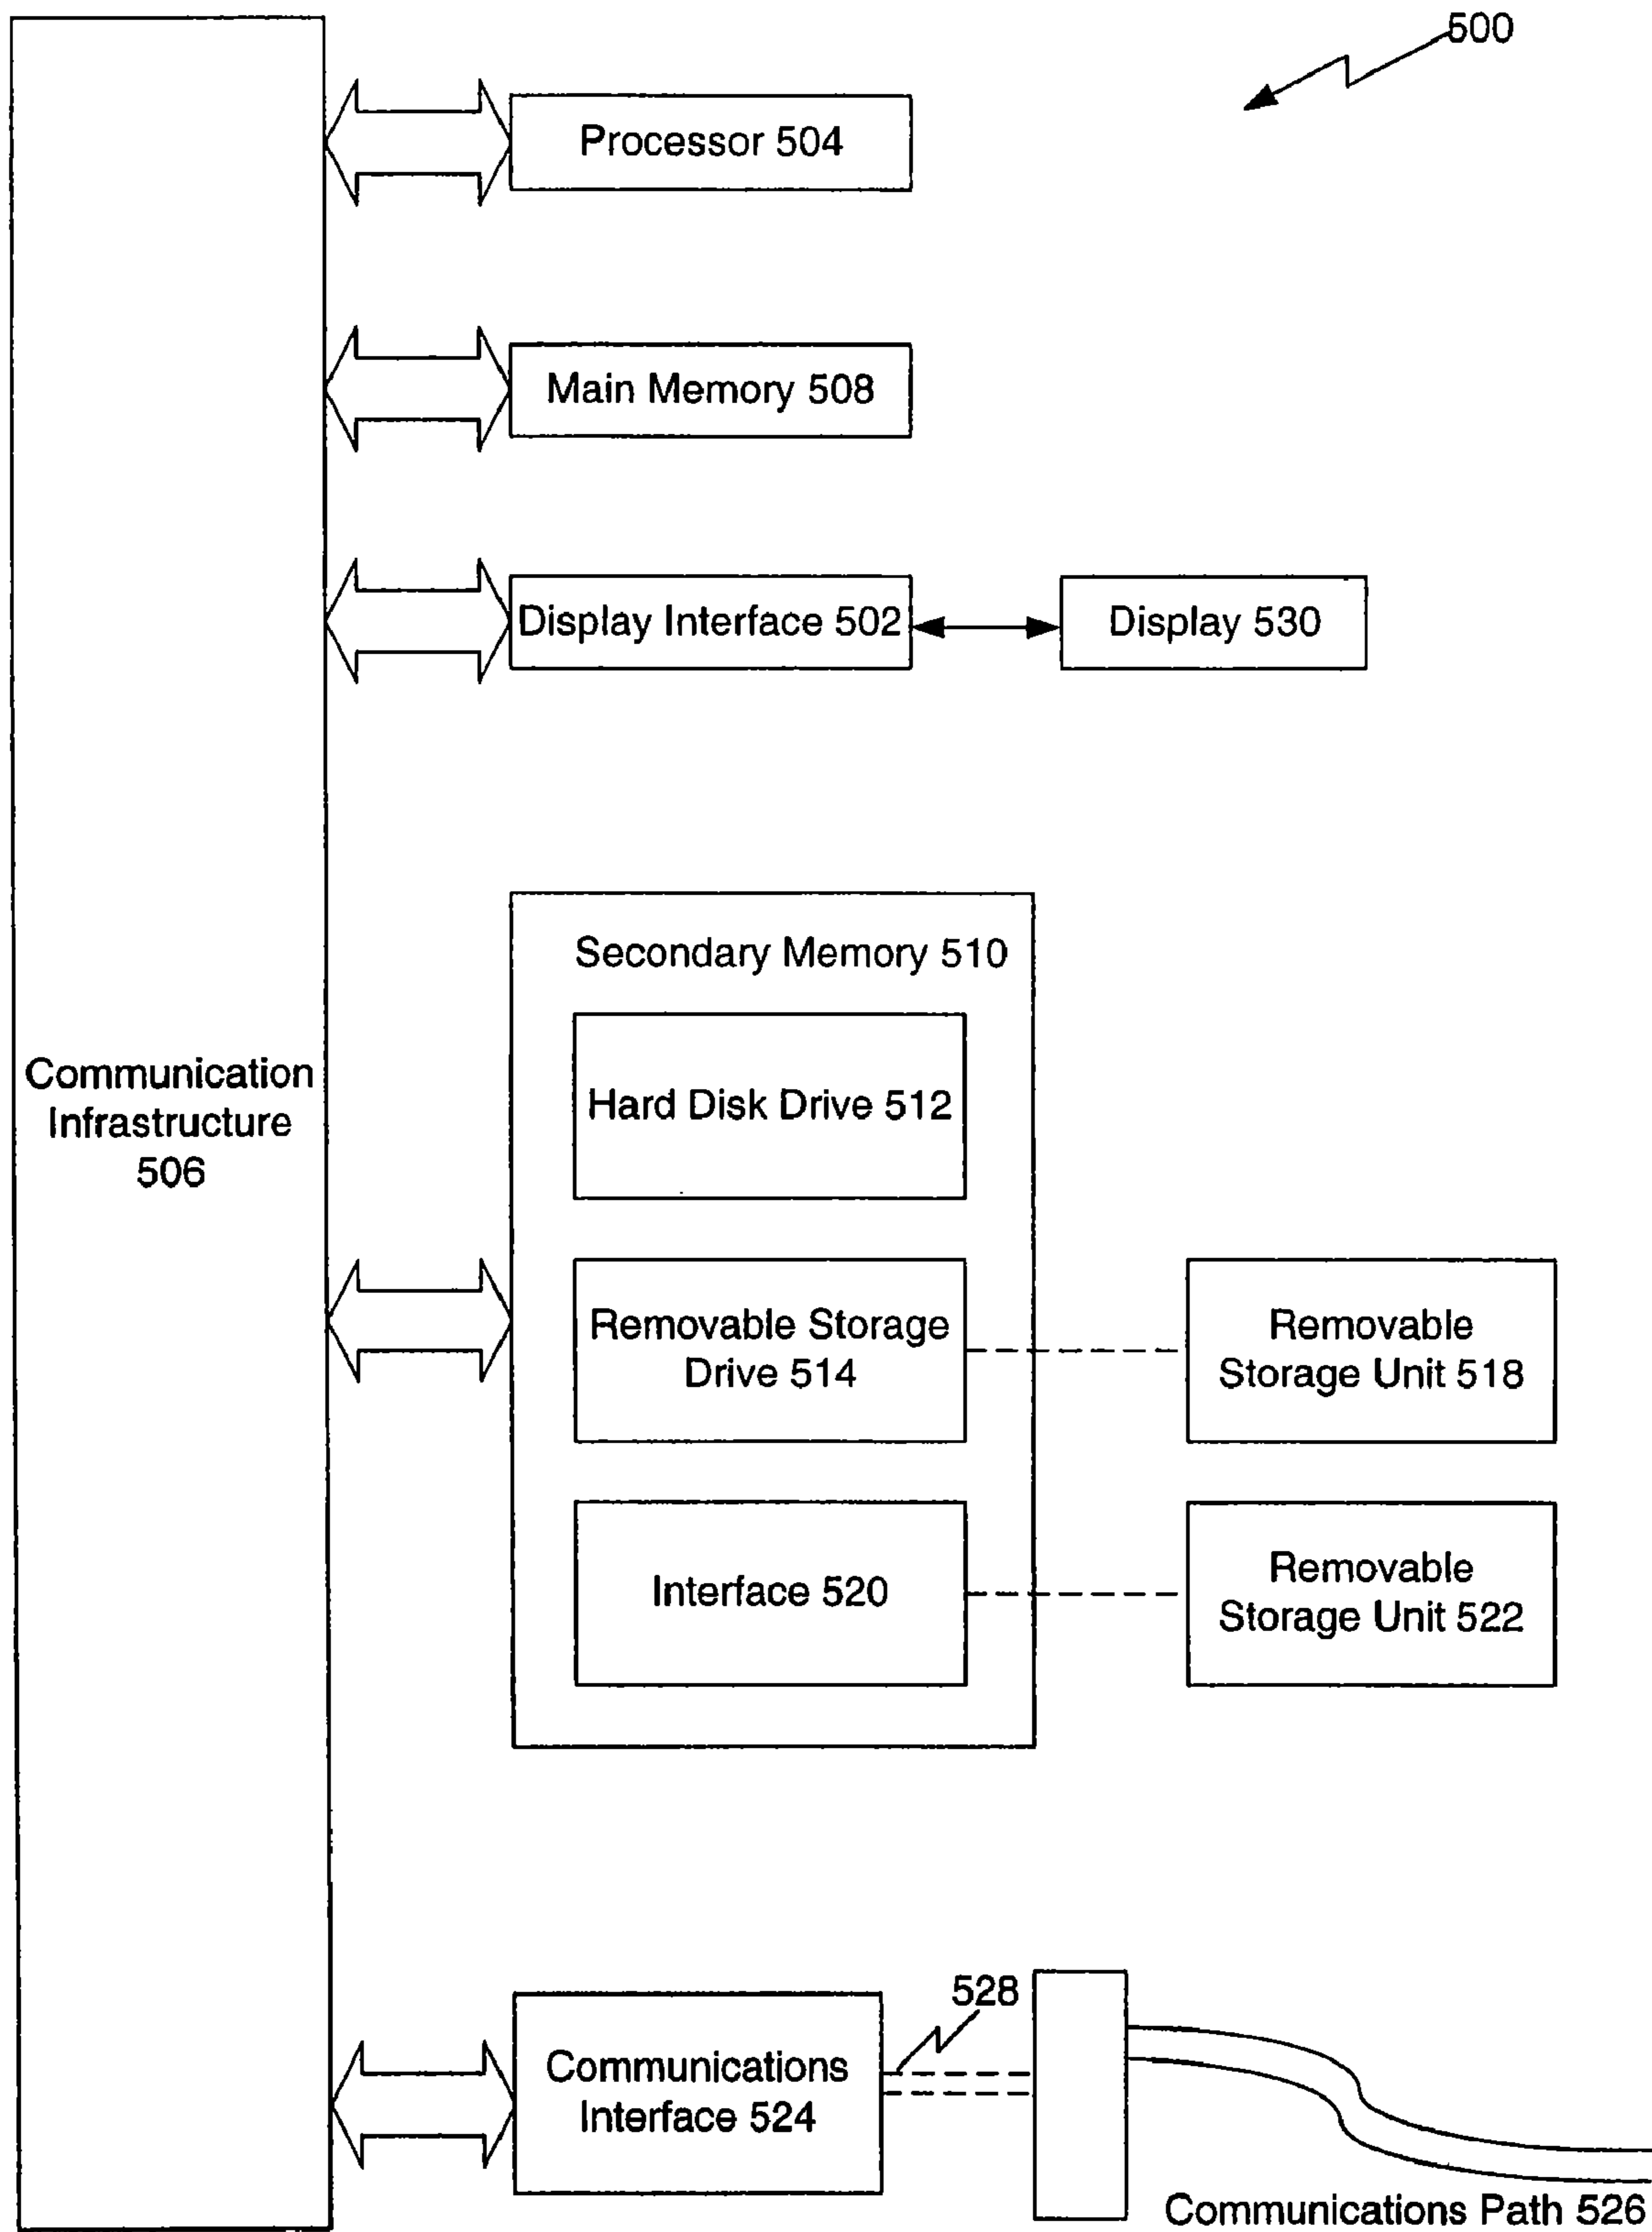 500
Processor 504
Main Memory 508
Display Interface 502
Display 530
Secondary Memory 510
Hard Disk Drive 512
Communication
Infrastructure
506
Removable Storage
Drive 514
Removable
Storage Unit 518
Interface 520
Removable
Storage Unit 522
528
Communications
Interface 524
Communications Path 526